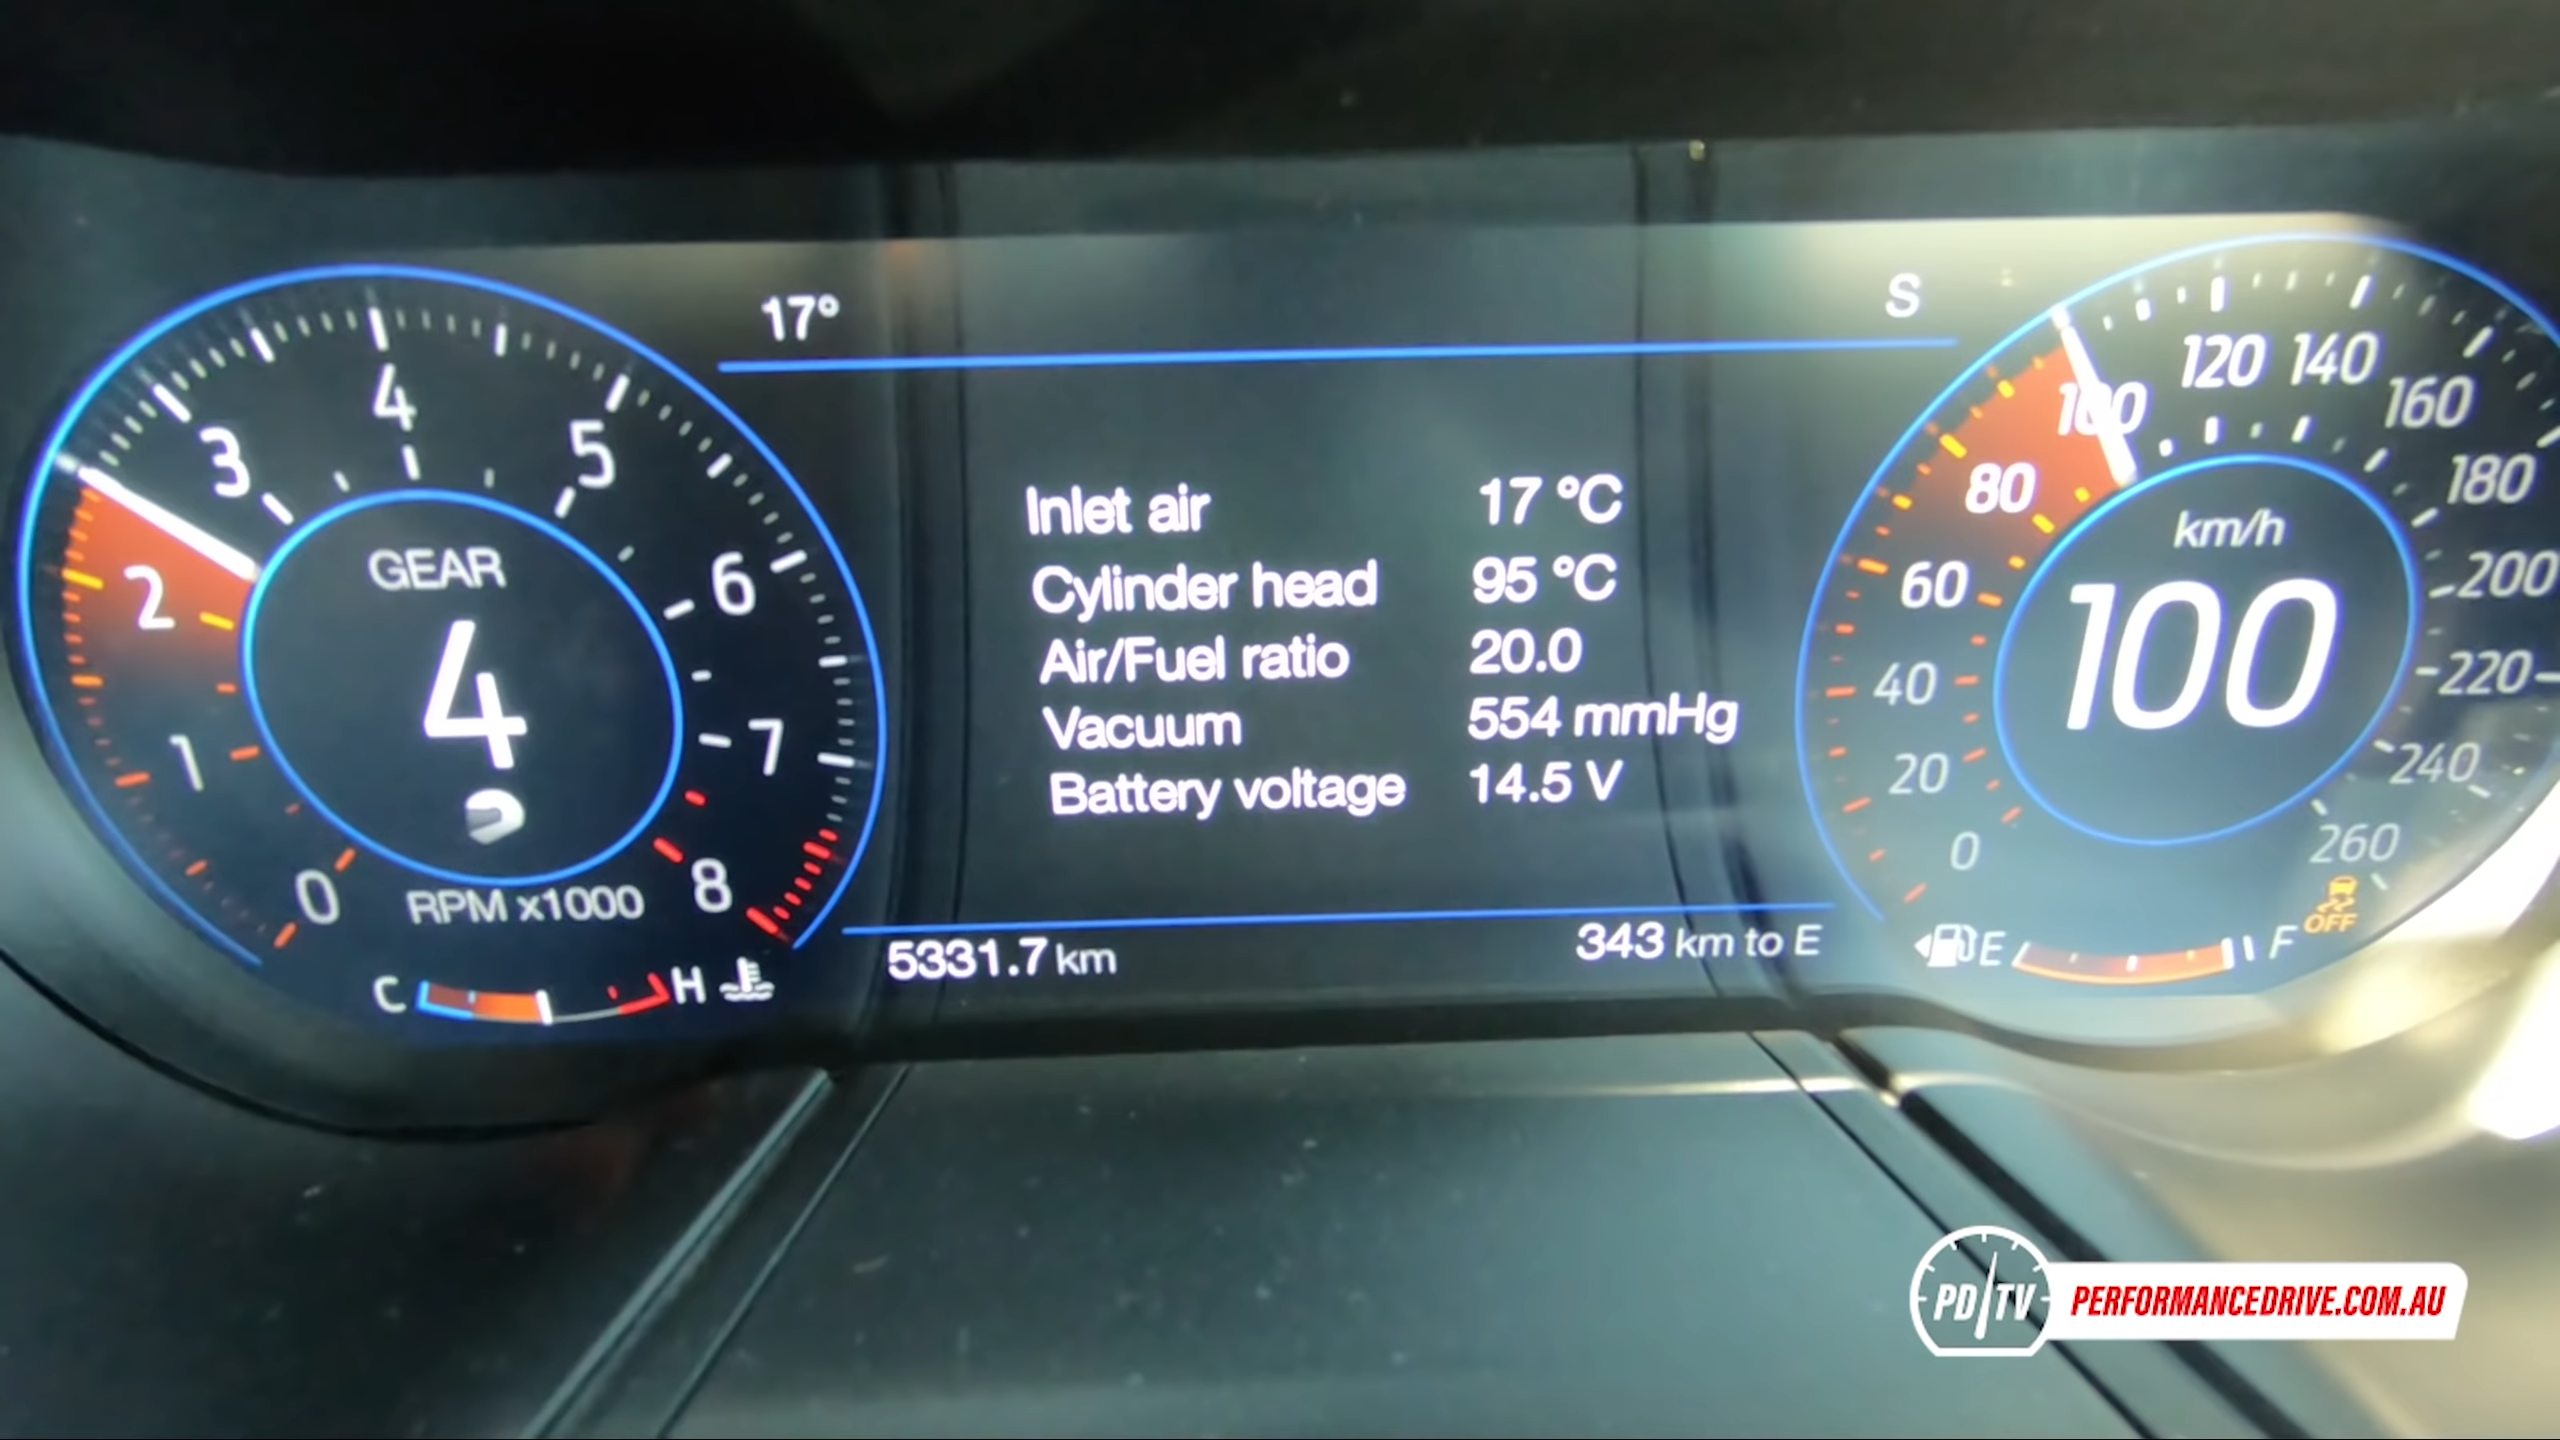 17°
S
0
1
2
3
4
5
6
7
8
GEAR
4
RPM x1000
C
H
Inlet air 17 °C
Cylinder head 95 °C
Air/Fuel ratio 20.0
Vacuum 554 mmHg
Battery voltage 14.5 V
5331.7 km
343 km to E
0
20
40
60
80
100
120
140
160
180
200
220
240
260
km/h
100
E
F
OFF
PD TV
PERFORMANCEDRIVE.COM.AU